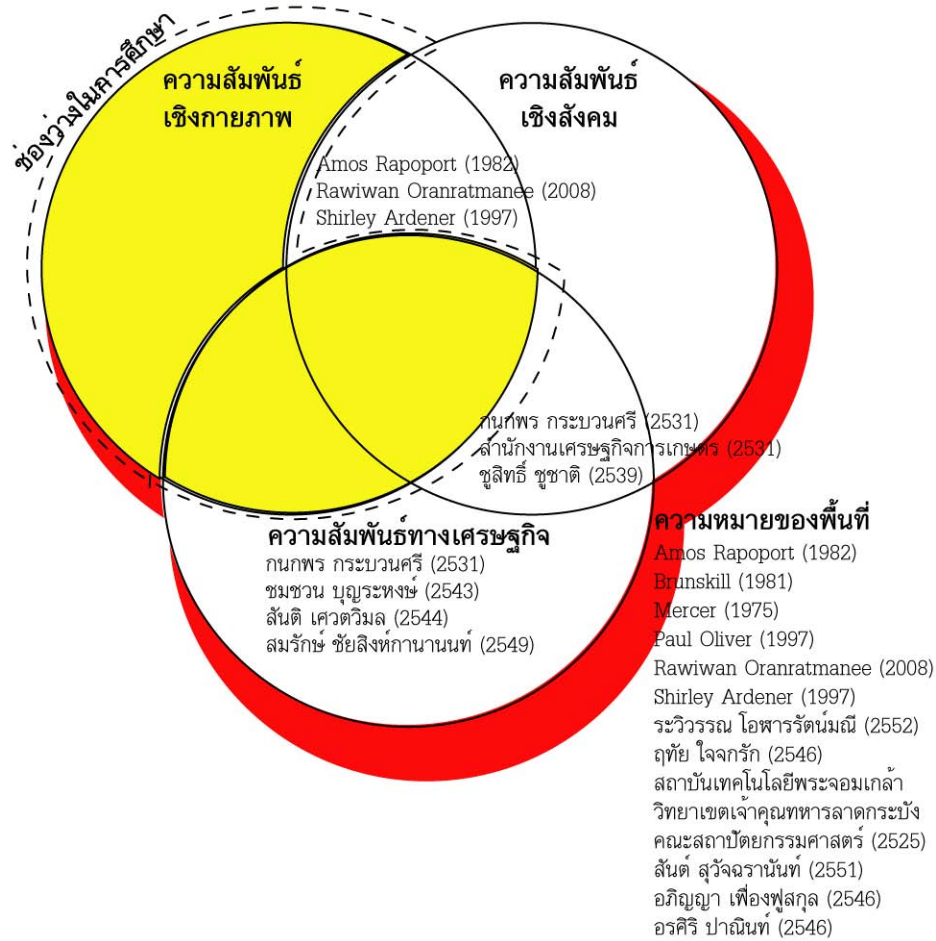 ช่องว่างในการศึกษา
ความสัมพันธ์
เชิงกายภาพ
ความสัมพันธ์
เชิงสังคม
Amos Rapoport (1982)
Rawiwan Oranratmanee (2008)
Shirley Ardener (1997)
กนกพร กระบวนศรี (2531)
สำนักงานเศรษฐกิจการเกษตร (2531)
ชูสิทธิ์ ชูชาติ (2539)
ความสัมพันธ์ทางเศรษฐกิจ
กนกพร กระบวนศรี (2531)
ชมชวน บุญระหงษ์ (2543)
สันติ เศวตวิมล (2544)
สมรักษ์ ชัยสิงห์กานานนท์ (2549)
ความหมายของพื้นที่
Amos Rapoport (1982)
Brunskill (1981)
Mercer (1975)
Paul Oliver (1997)
Rawiwan Oranratmanee (2008)
Shirley Ardener (1997)
ระวิวรรณ โอฬารรัตน์มณี (2552)
ฤทัย ใจจกรัก (2546)
สถาบันเทคโนโลยีพระจอมเกล้า
วิทยาเขตเจ้าคุณทหารลาดกระบัง
คณะสถาปัตยกรรมศาสตร์ (2525)
สันต์ สุวัจฉรานันท์ (2551)
อภิญญา เฟื่องฟูสกุล (2546)
อรศิริ ปาณินท์ (2546)